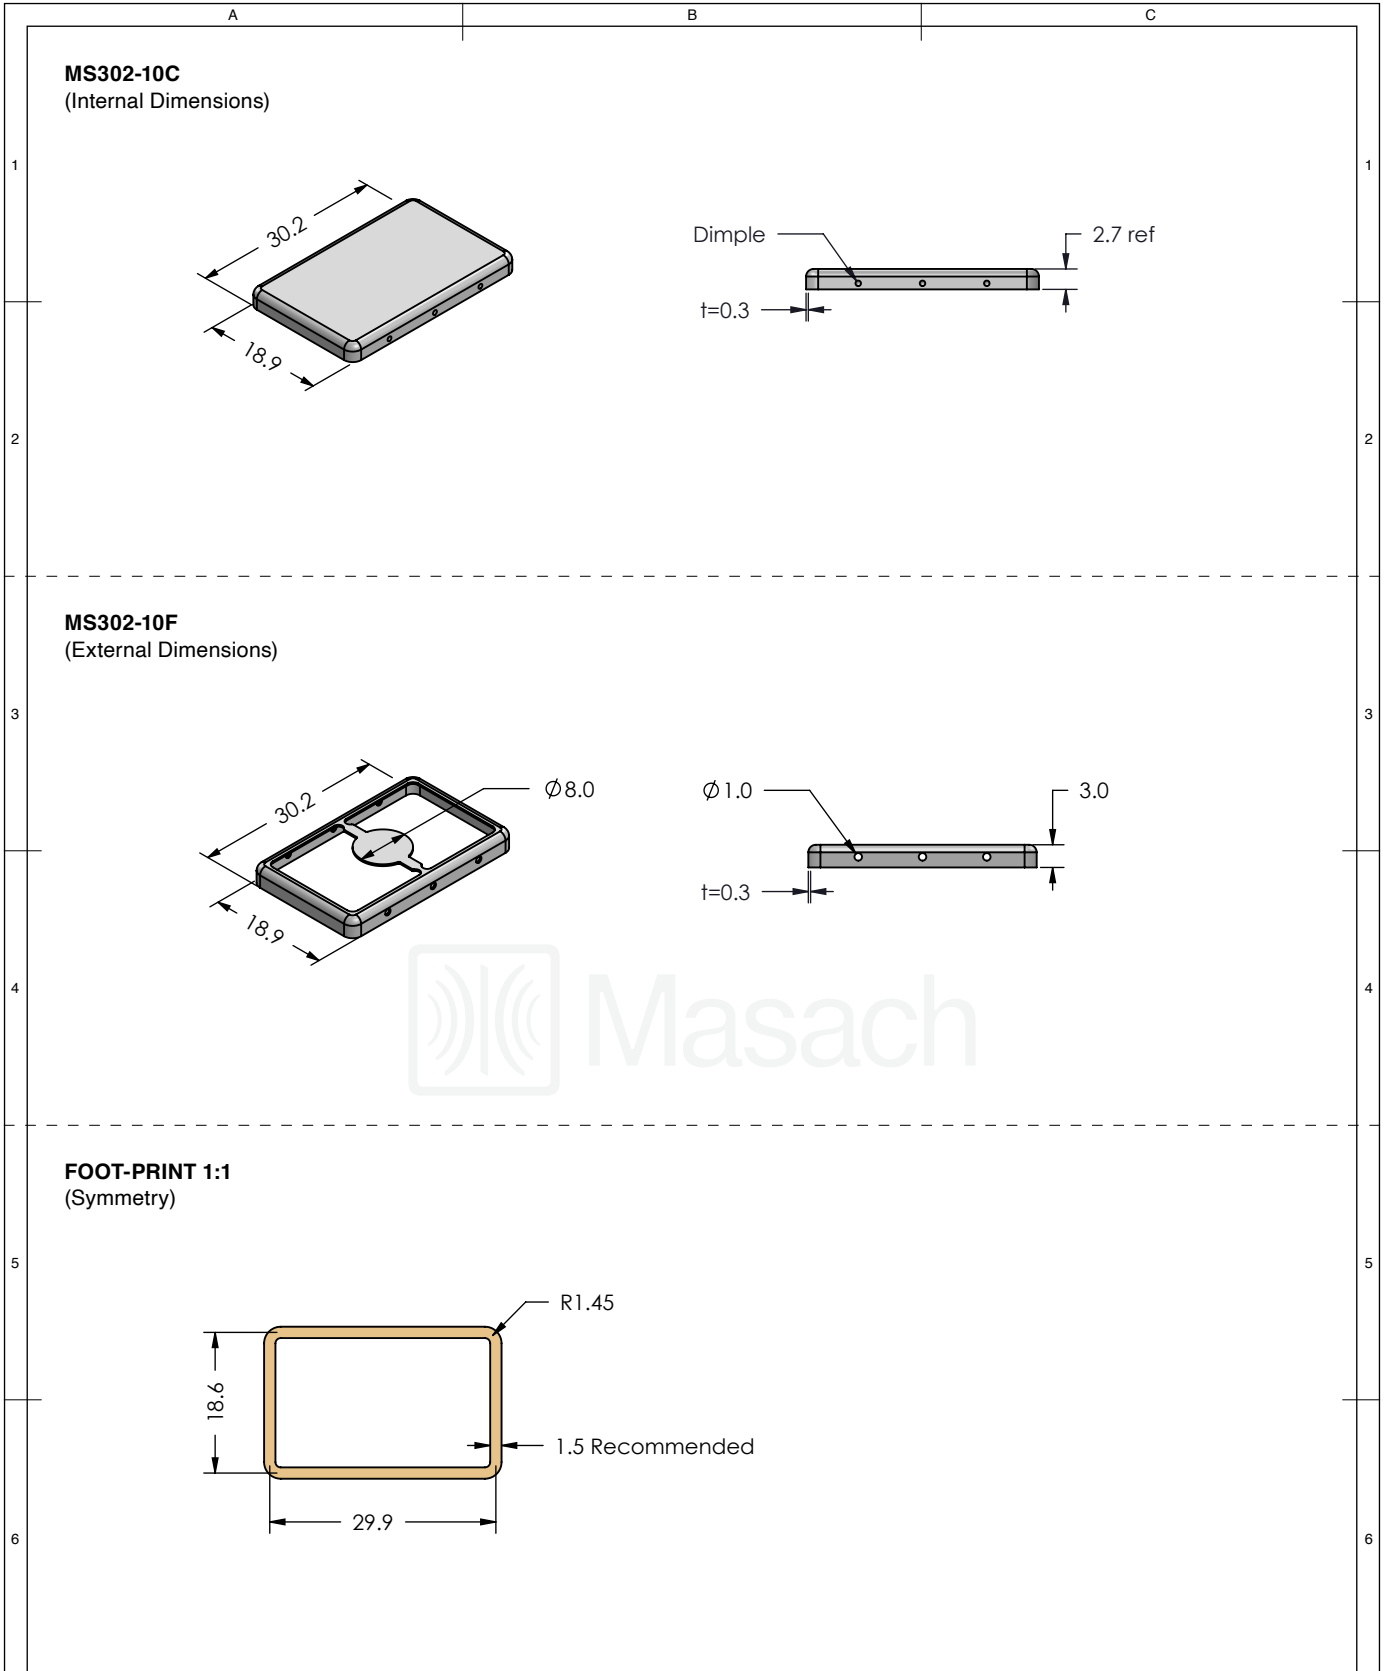 A
B
C
MS302-10C
(Internal Dimensions)
1
1
30.2
18.9
Dimple
2.7 ref
t=0.3
2
2
MS302-10F
(External Dimensions)
3
3
30.2
Ø8.0
18.9
Ø1.0
3.0
t=0.3
Masach
4
4
FOOT-PRINT 1:1
(Symmetry)
5
5
R1.45
18.6
1.5 Recommended
29.9
6
6